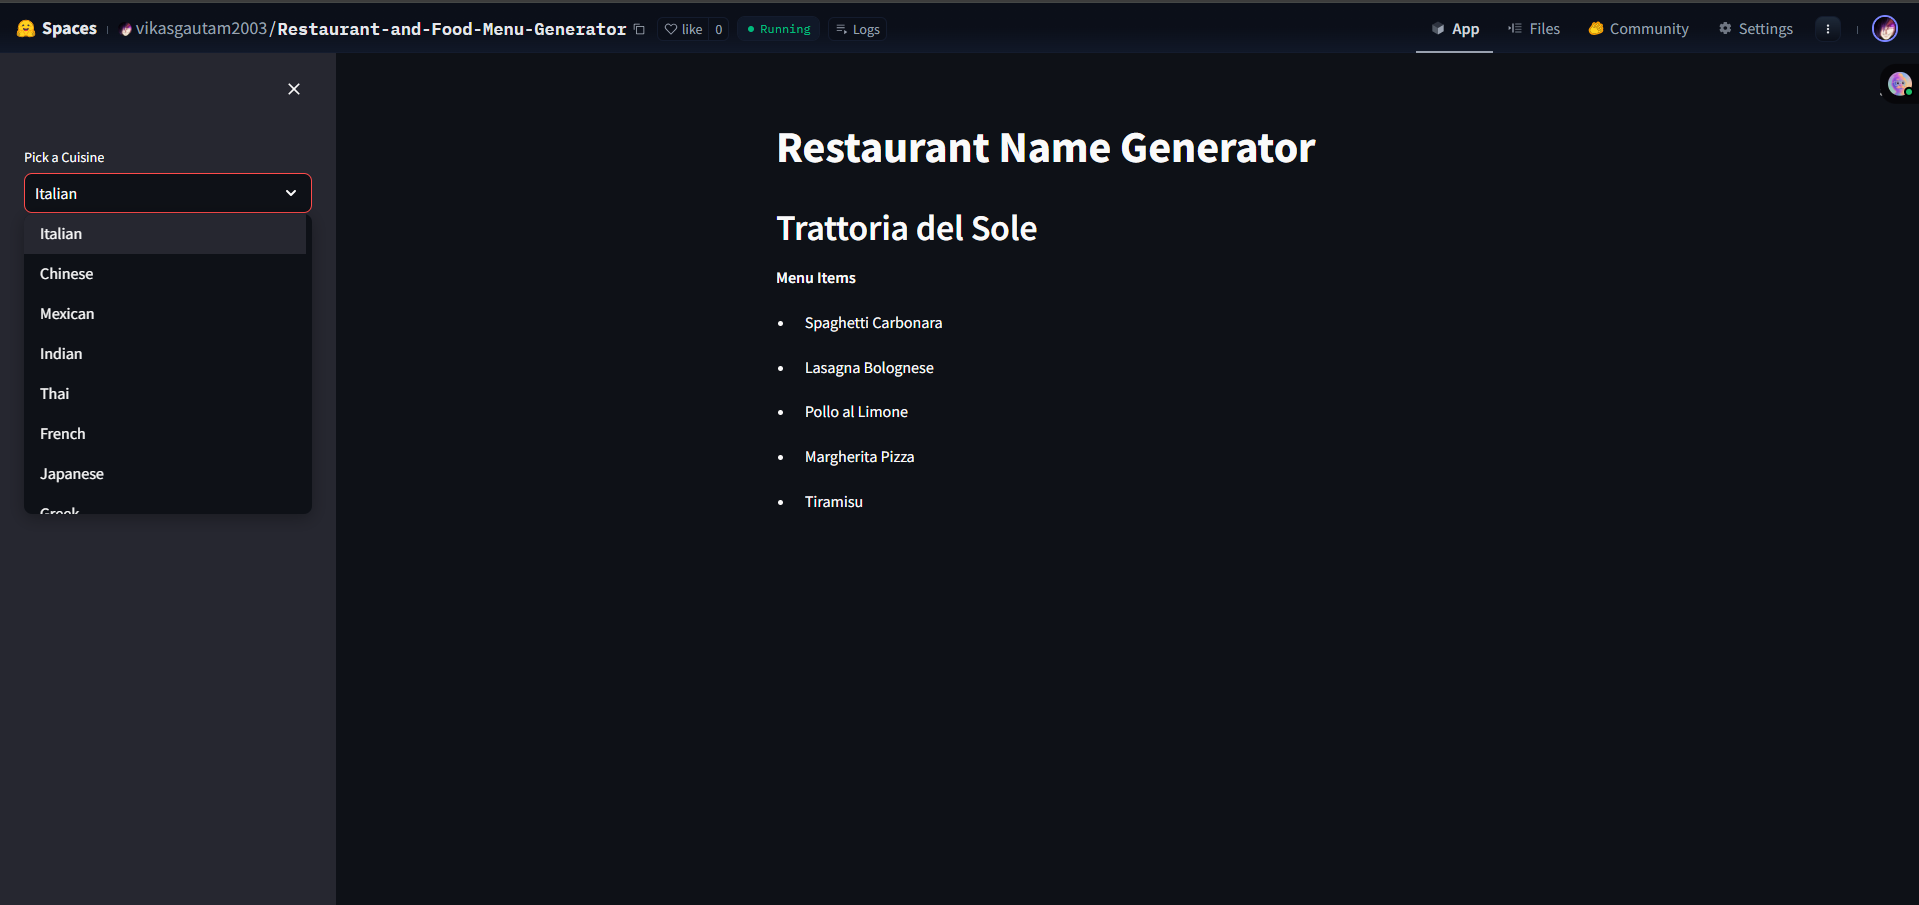 Spaces vikasgautam2003/Restaurant-and-Food-Menu-Generator like 0 Running Logs App Files Community Settings
Pick a Cuisine
Italian
Italian
Chinese
Mexican
Indian
Thai
French
Japanese
Greek
Restaurant Name Generator
Trattoria del Sole
Menu Items
• Spaghetti Carbonara
• Lasagna Bolognese
• Pollo al Limone
• Margherita Pizza
• Tiramisu